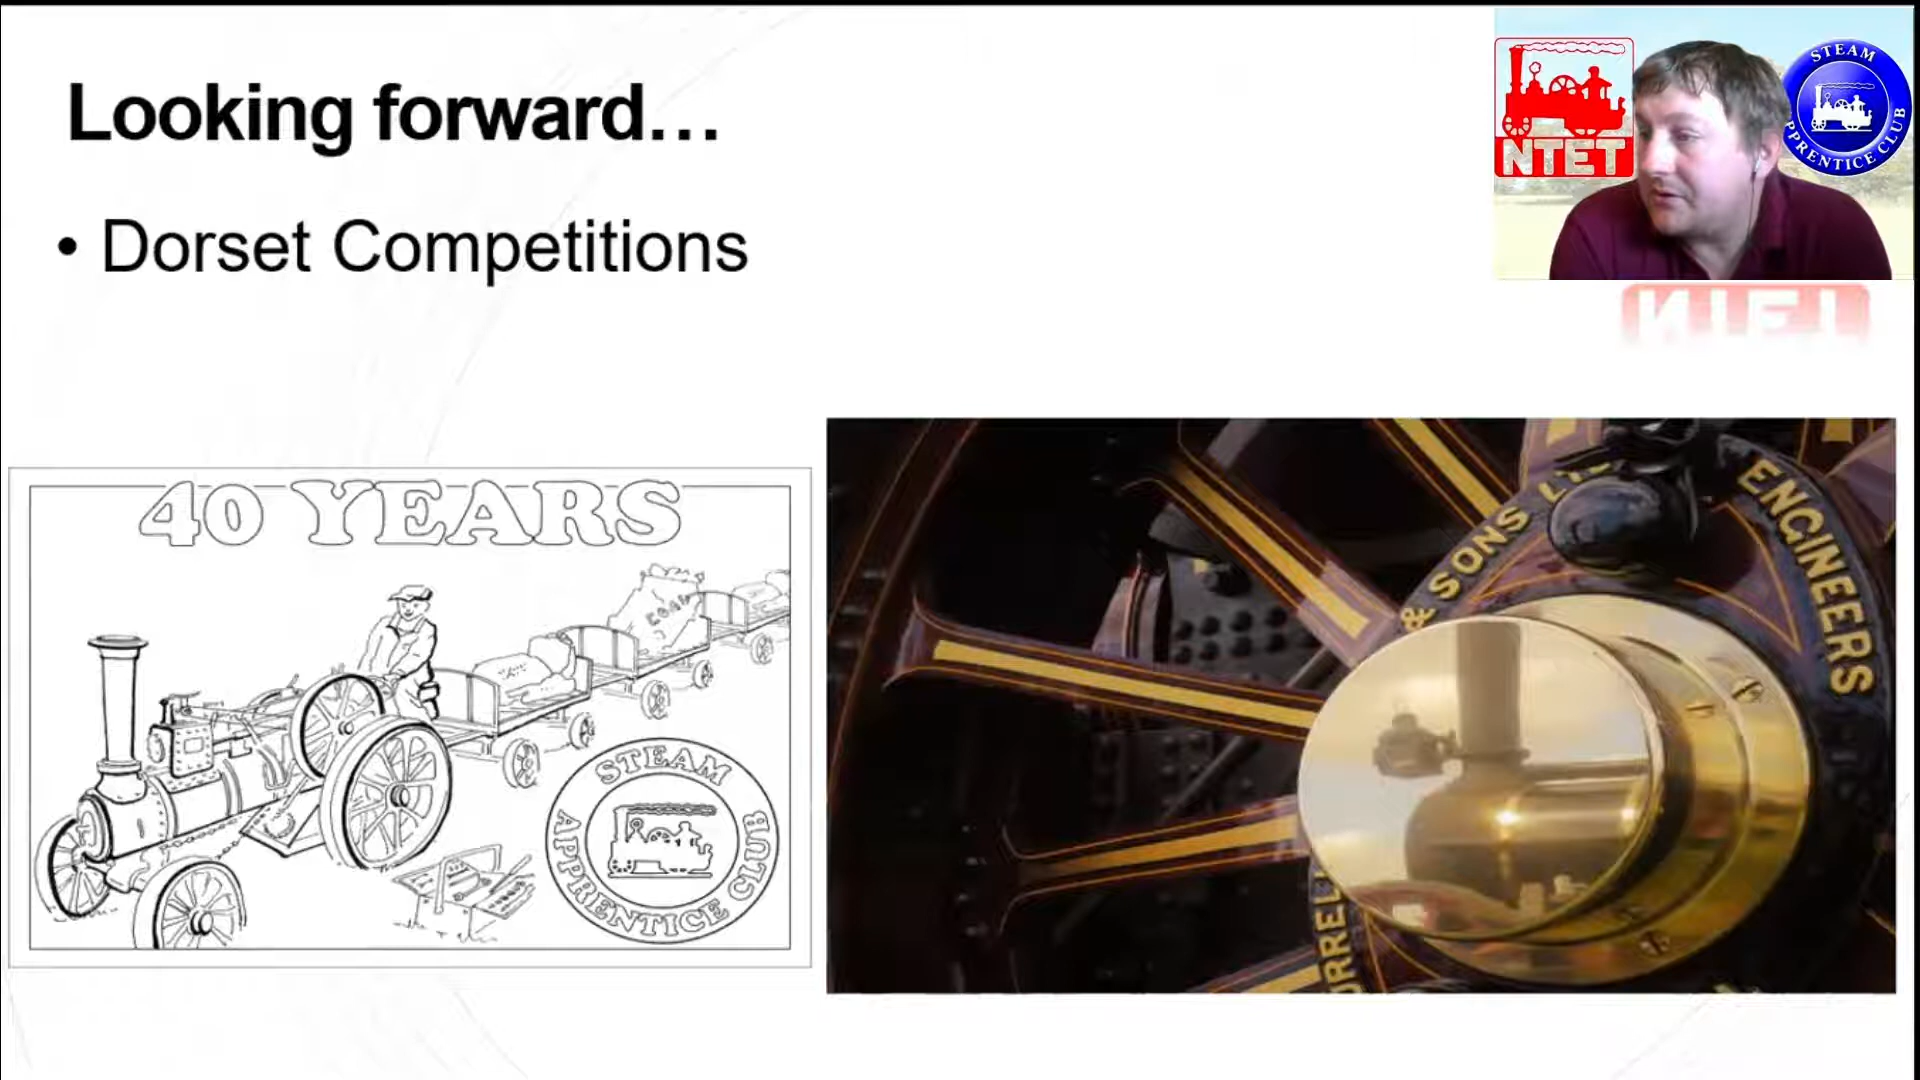 Looking forward...
• Dorset Competitions
NTET
STEAM
APPRENTICE CLUB
40 YEARS
COAL
STEAM
APPRENTICE CLUB
& SONS
ENGINEERS